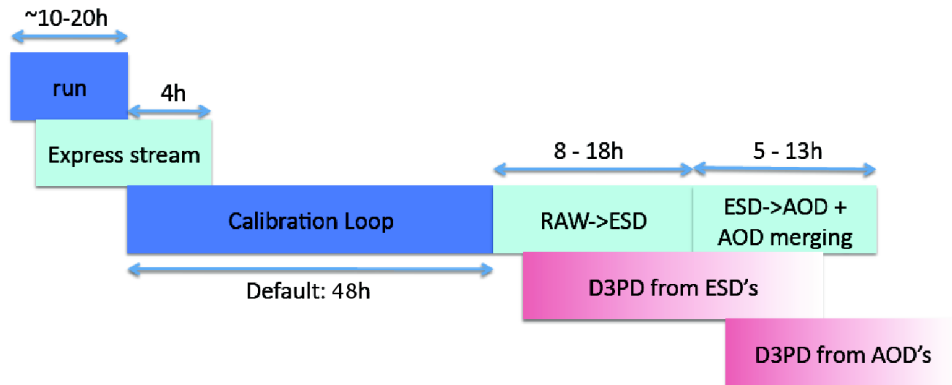 ~10-20h
run
4h
Express stream
8 - 18h
5 - 13h
Calibration Loop
RAW->ESD
ESD->AOD +
AOD merging
Default: 48h
D3PD from ESD's
D3PD from AOD's